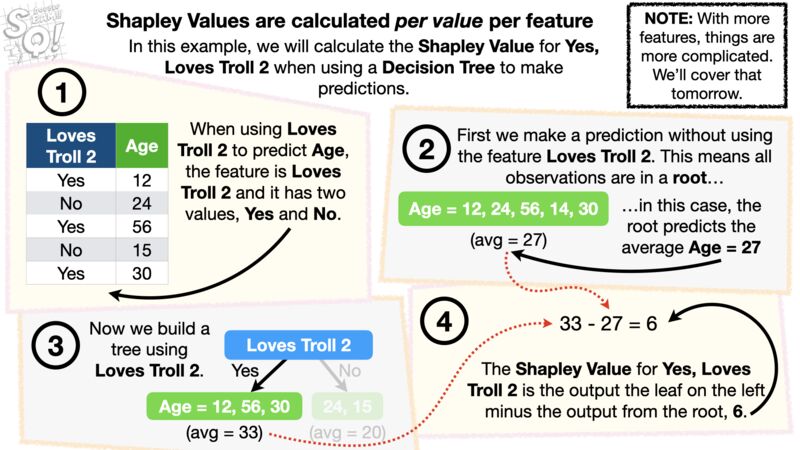 Shapley Values are calculated per value per feature
In this example, we will calculate the Shapley Value for Yes,
Loves Troll 2 when using a Decision Tree to make
predictions.
NOTE: With more
features, things are
more complicated.
We'll cover that
tomorrow.
1
Loves
Troll 2
Age
Yes 12
No 24
Yes 56
No 15
Yes 30
When using Loves
Troll 2 to predict Age,
the feature is Loves
Troll 2 and it has two
values, Yes and No.
2
First we make a prediction without using
the feature Loves Troll 2. This means all
observations are in a root…
Age = 12, 24, 56, 14, 30
(avg = 27)
…in this case, the
root predicts the
average Age = 27
3
Now we build a
tree using
Loves Troll 2.
Loves Troll 2
Yes
No
Age = 12, 56, 30
24, 15
(avg = 33)
(avg = 20)
4
33 - 27 = 6
The Shapley Value for Yes, Loves
Troll 2 is the output the leaf on the left
minus the output from the root, 6.